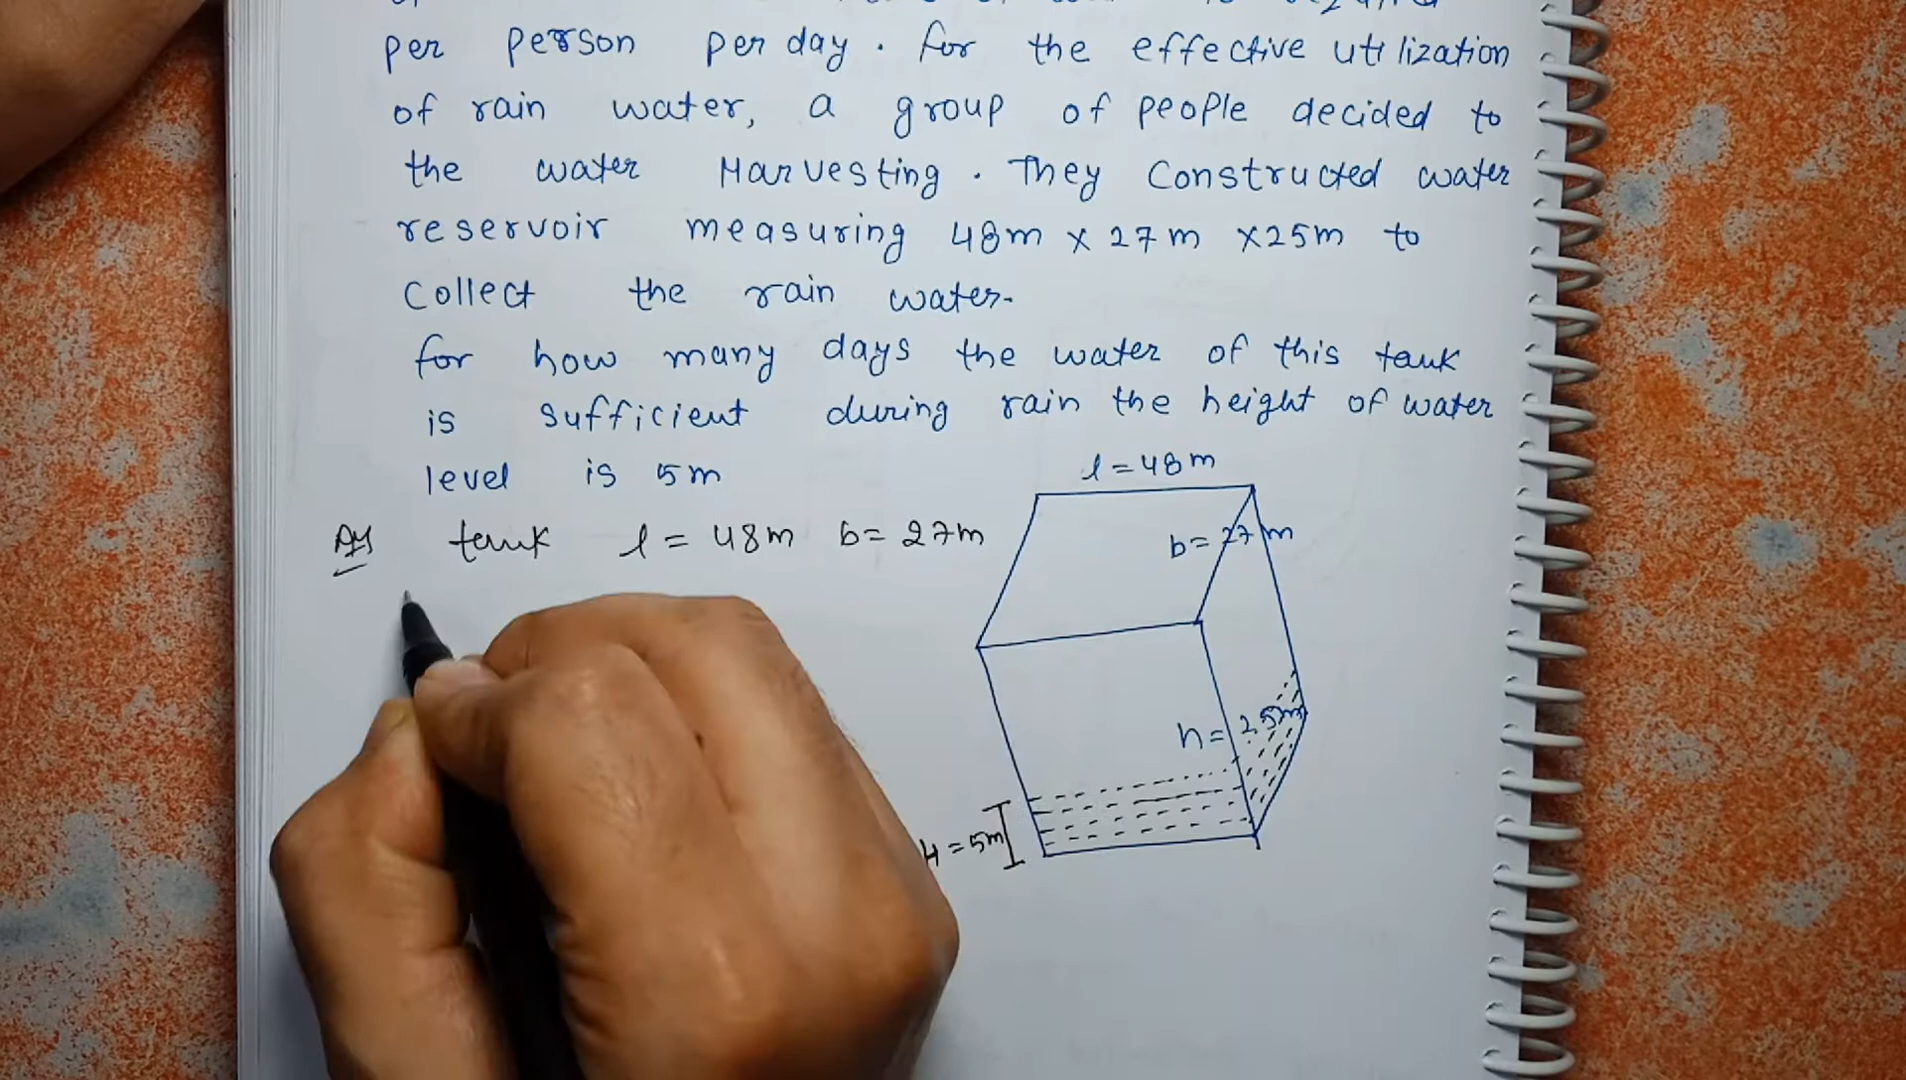 per person per day. for the effective utilization
of rain water, a group of people decided to
the water Harvesting. They Constructed water
reservoir measuring 48m x 27m x25m to
Collect the rain water.
for how many days the water of this tank
is sufficient during rain the height of water
level is 5m
tank l = 48m b= 27m
l = 48m
b= 27m
h= 25m
H = 5m